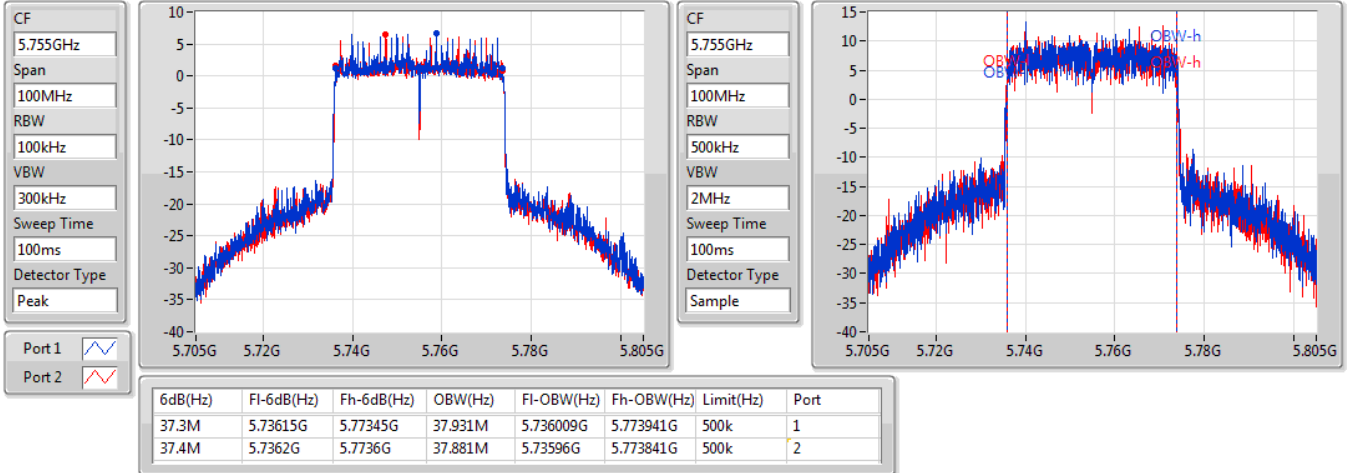 CF
5.755GHz
Span
100MHz
RBW
100kHz
VBW
300kHz
Sweep Time
100ms
Detector Type
Peak
Port 1
Port 2
10
5
0
-5
-10
-15
-20
-25
-30
-35
-40
5.705G 5.72G 5.74G 5.76G 5.78G 5.805G
CF
5.755GHz
Span
100MHz
RBW
500kHz
VBW
2MHz
Sweep Time
100ms
Detector Type
Sample
15
10
5
0
-5
-10
-15
-20
-25
-30
-35
-40
OBW-h
OBW-h
5.705G 5.72G 5.74G 5.76G 5.78G 5.805G
6dB(Hz) Fl-6dB(Hz) Fh-6dB(Hz) OBW(Hz) Fl-OBW(Hz) Fh-OBW(Hz) Limit(Hz) Port
37.3M 5.73615G 5.77345G 37.931M 5.736009G 5.773941G 500k 1
37.4M 5.7362G 5.7736G 37.881M 5.73596G 5.773841G 500k 2